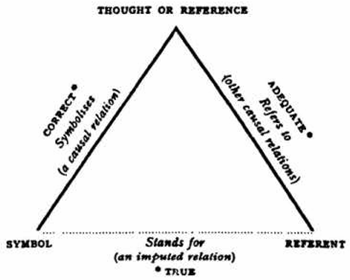 THOUGHT OR REFERENCE
CORRECT*
Symbolises
(a causal relation)
ADEQUATE*
Refers to
(other causal relations)
SYMBOL
Stands for
REFERENT
(an imputed relation)
* TRUE